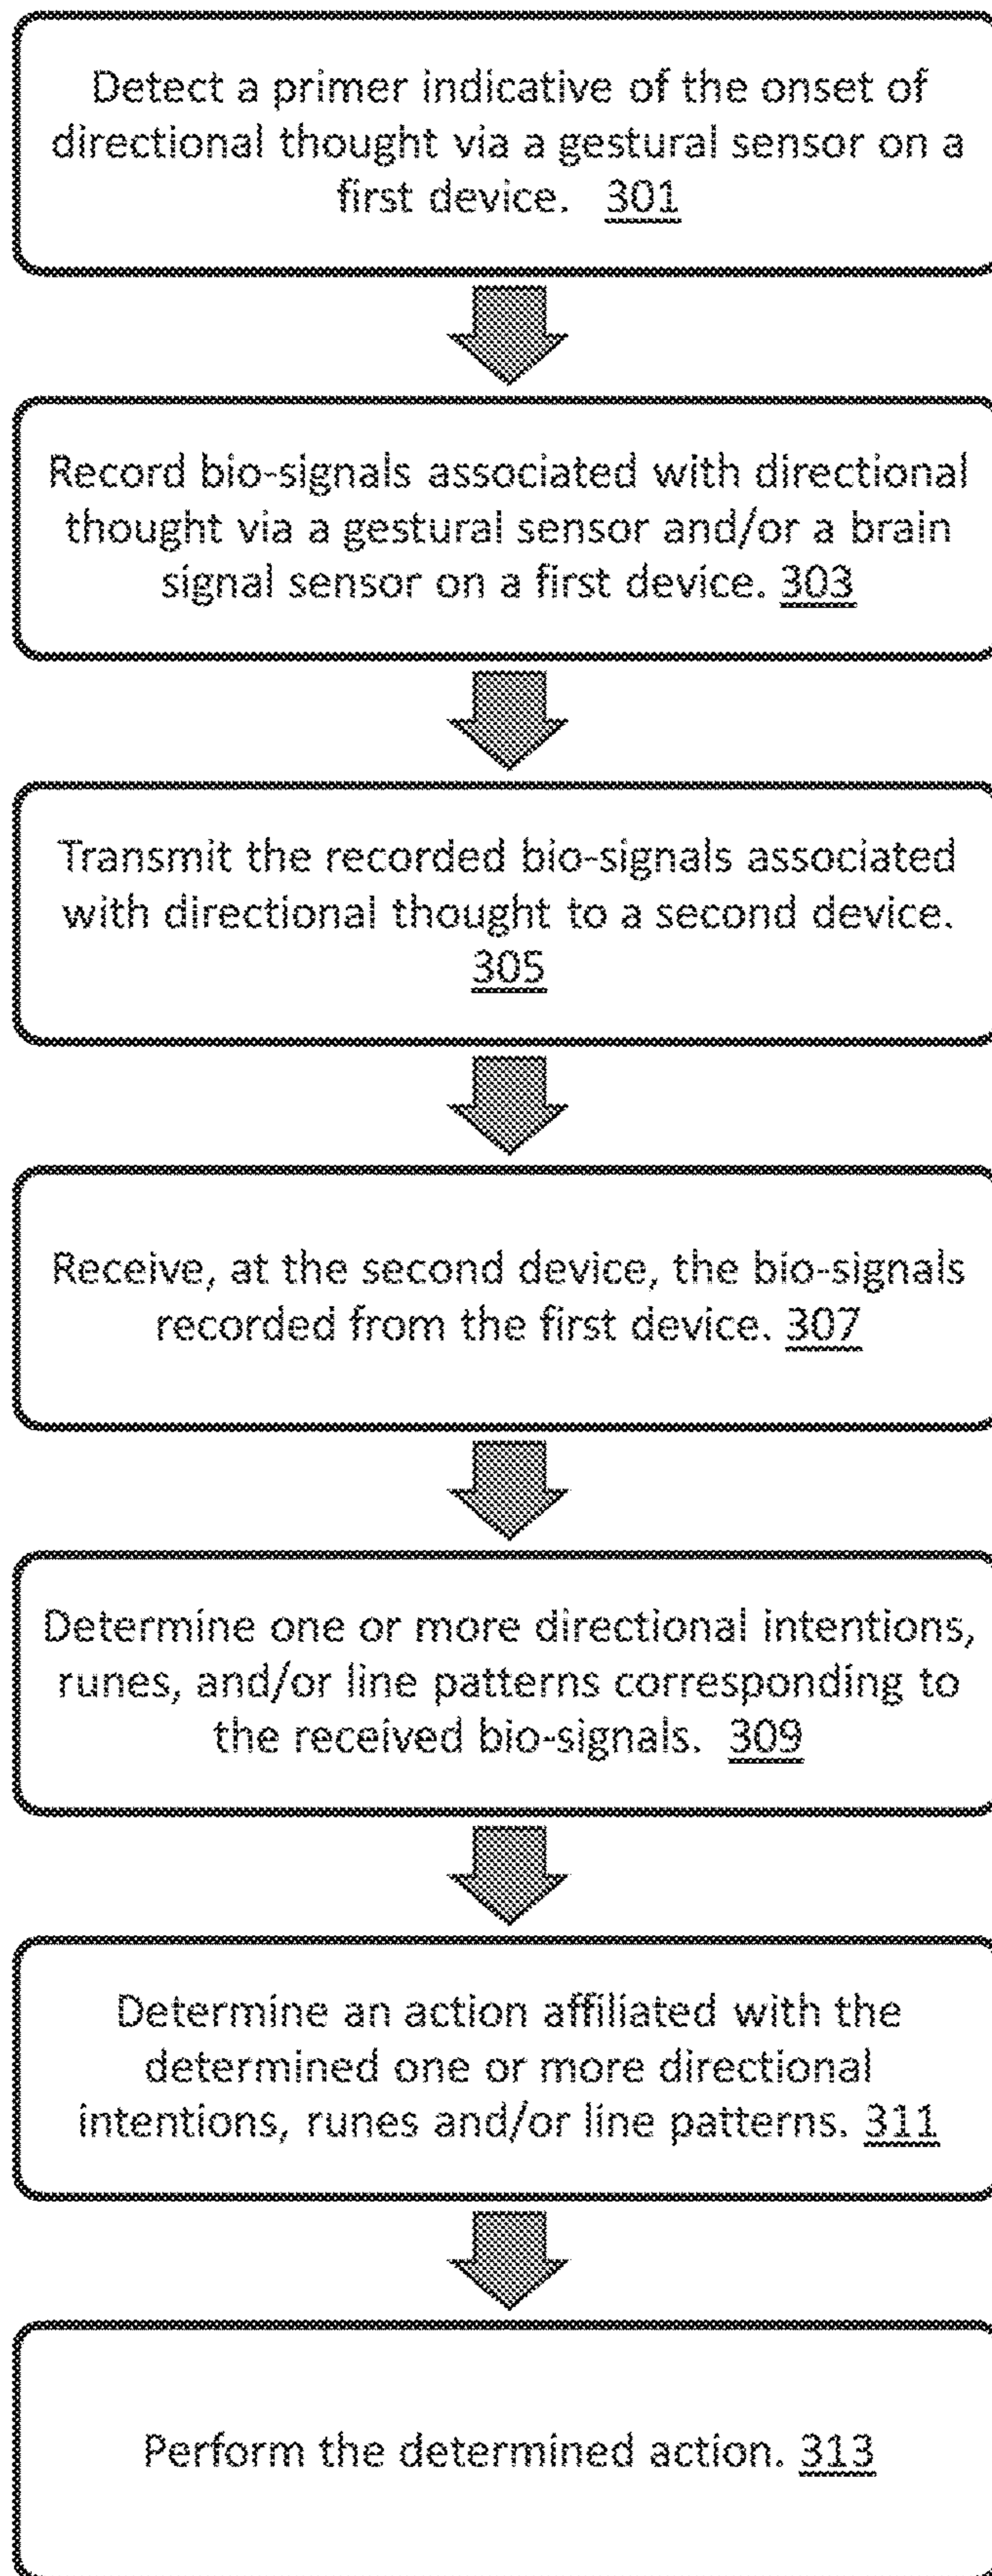 Detect a primer indicative of the onset of
directional thought via a gestural sensor on a
first device. 301
Record bio-signals associated with directional
thought via a gestural sensor and/or a brain
signal sensor on a first device. 303
Transmit the recorded bio-signals associated
with directional thought to a second device.
305
Receive, at the second device, the bio-signals
recorded from the first device. 307
Determine one or more directional intentions,
runes, and/or line patterns corresponding to
the received bio-signals. 309
Determine an action affiliated with the
determined one or more directional
intentions, runes and/or line patterns. 311
Perform the determined action. 313